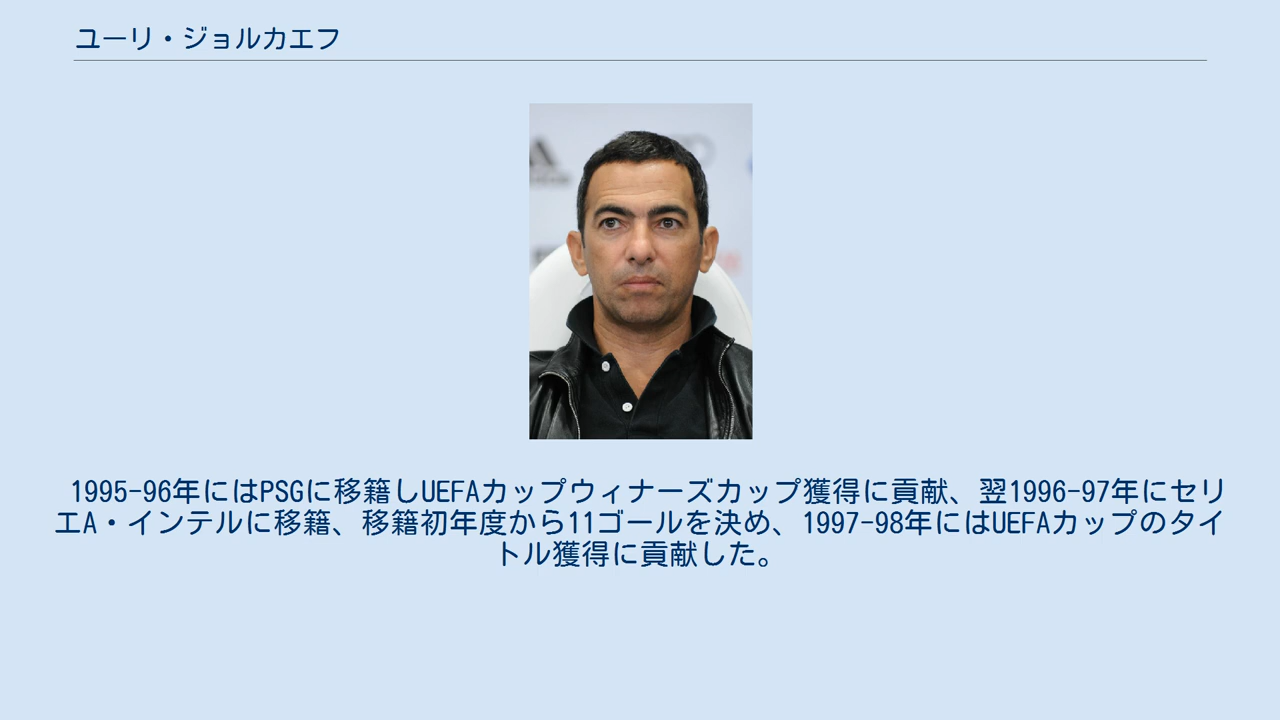 ユーリ・ジョルカエフ
1995-96年にはPSGに移籍しUEFAカップウィナーズカップ獲得に貢献、翌1996-97年にセリ
エA・インテルに移籍、移籍初年度から11ゴールを決め、1997-98年にはUEFAカップのタイ
トル獲得に貢献した。